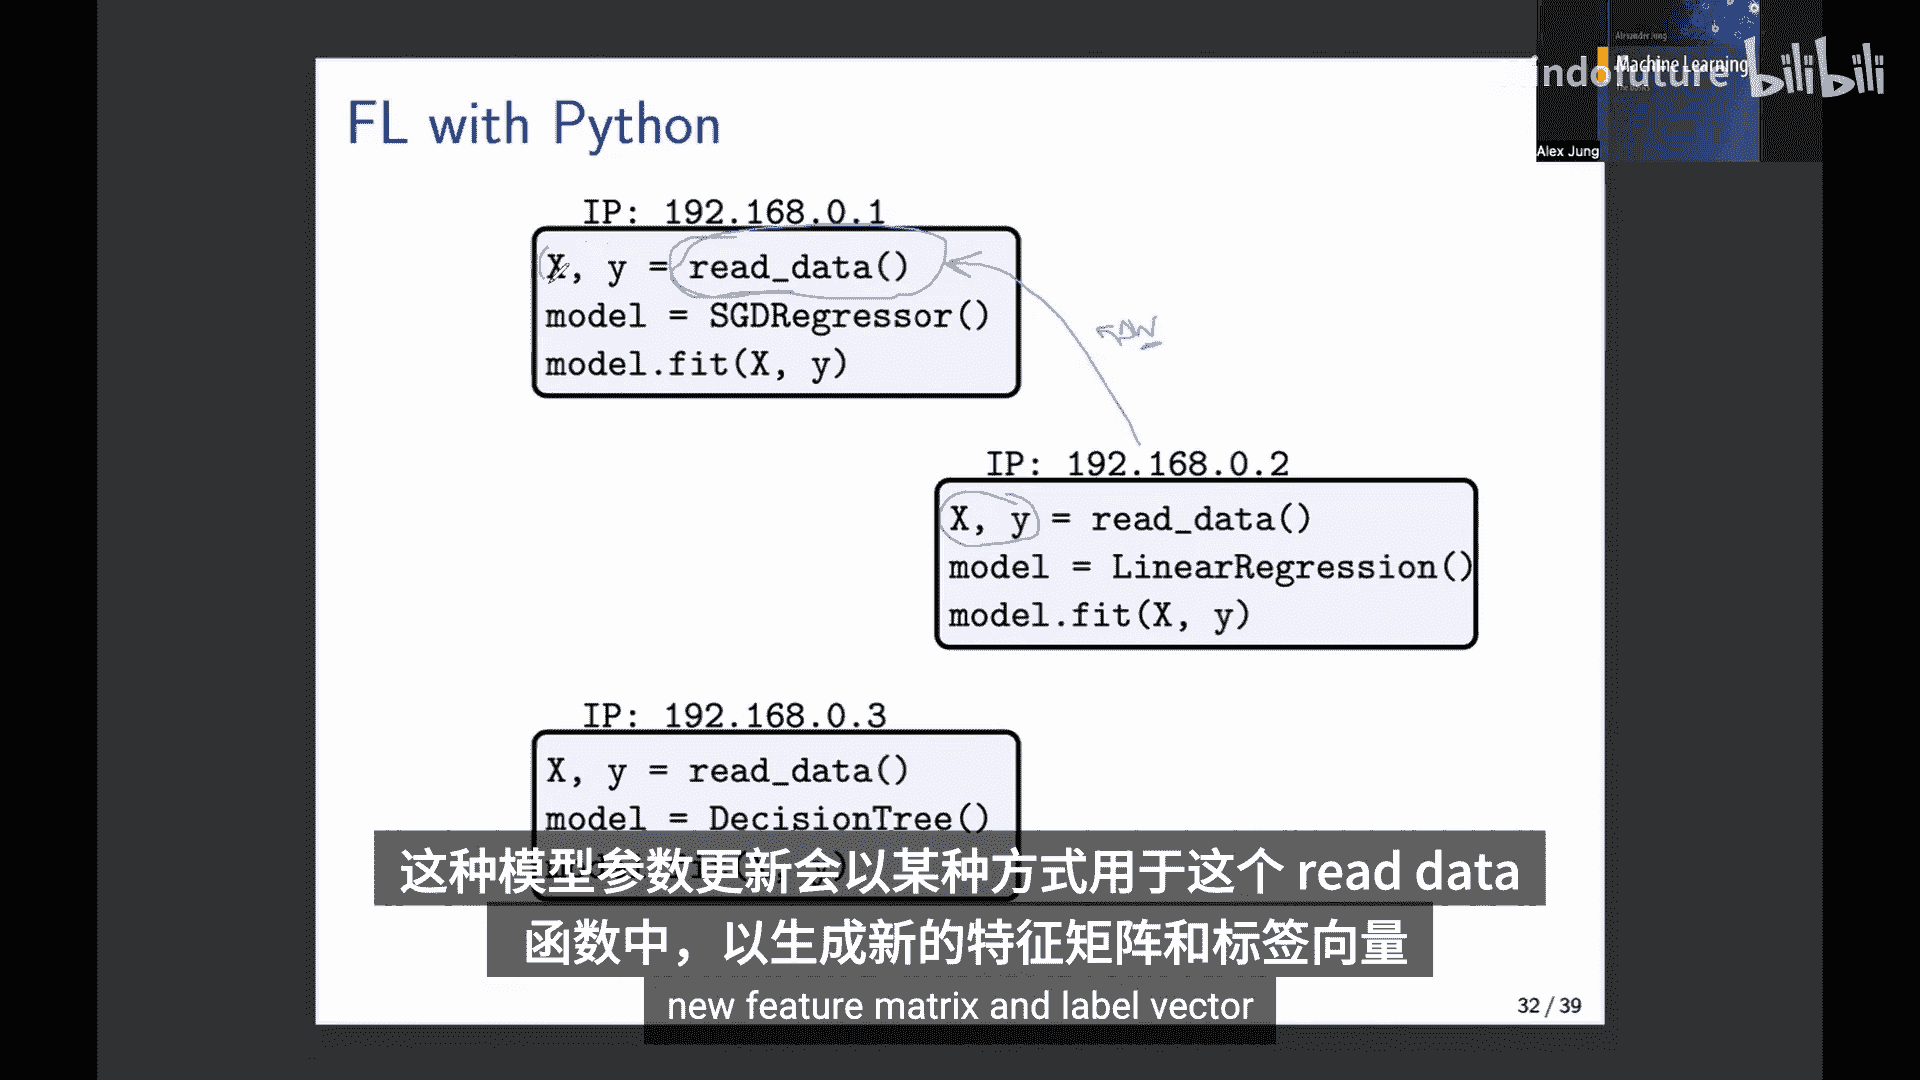 Alexander Jung
Machine Learning
indofuture
bilibili
Alex Jung
FL with Python
IP: 192.168.0.1
X, y = read_data()
model = SGDRegressor()
model.fit(X, y)
IP: 192.168.0.2
X, y = read_data()
model = LinearRegression()
model.fit(X, y)
IP: 192.168.0.3
X, y = read_data()
model = DecisionTree()
这种模型参数更新会以某种方式用于这个 read data
函数中，以生成新的特征矩阵和标签向量
new feature matrix and label vector
32 / 39